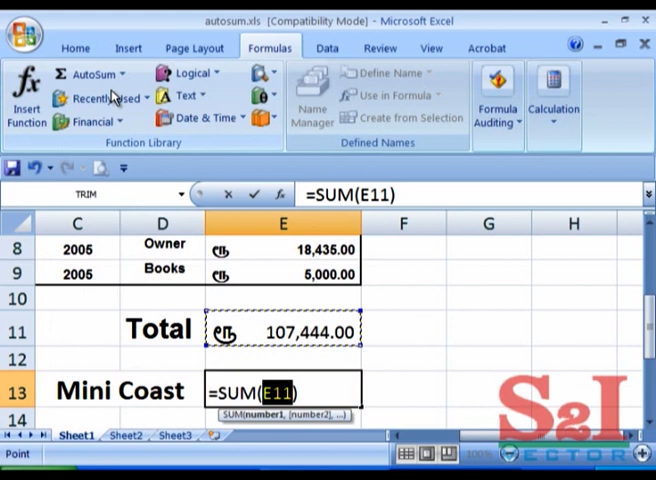 autosum.xls [Compatibility Mode] - Microsoft Excel
Home Insert Page Layout Formulas Data Review View Acrobat
Σ AutoSum Logical Define Name
fx Recently Used Text Use in Formula
Insert Function Financial Date & Time Name Manager Create from Selection Formula Auditing Calculation
Function Library Defined Names
TRIM fx =SUM(E11)
C D E F G H
8 2005 Owner ரூ 18,435.00
9 2005 Books ரூ 5,000.00
10
11 Total ரூ 107,444.00
12
13 Mini Coast =SUM(E11)
SUM(number1, [number2], ...)
14
S2I
ECTOR
Sheet1 Sheet2 Sheet3
Point 100%